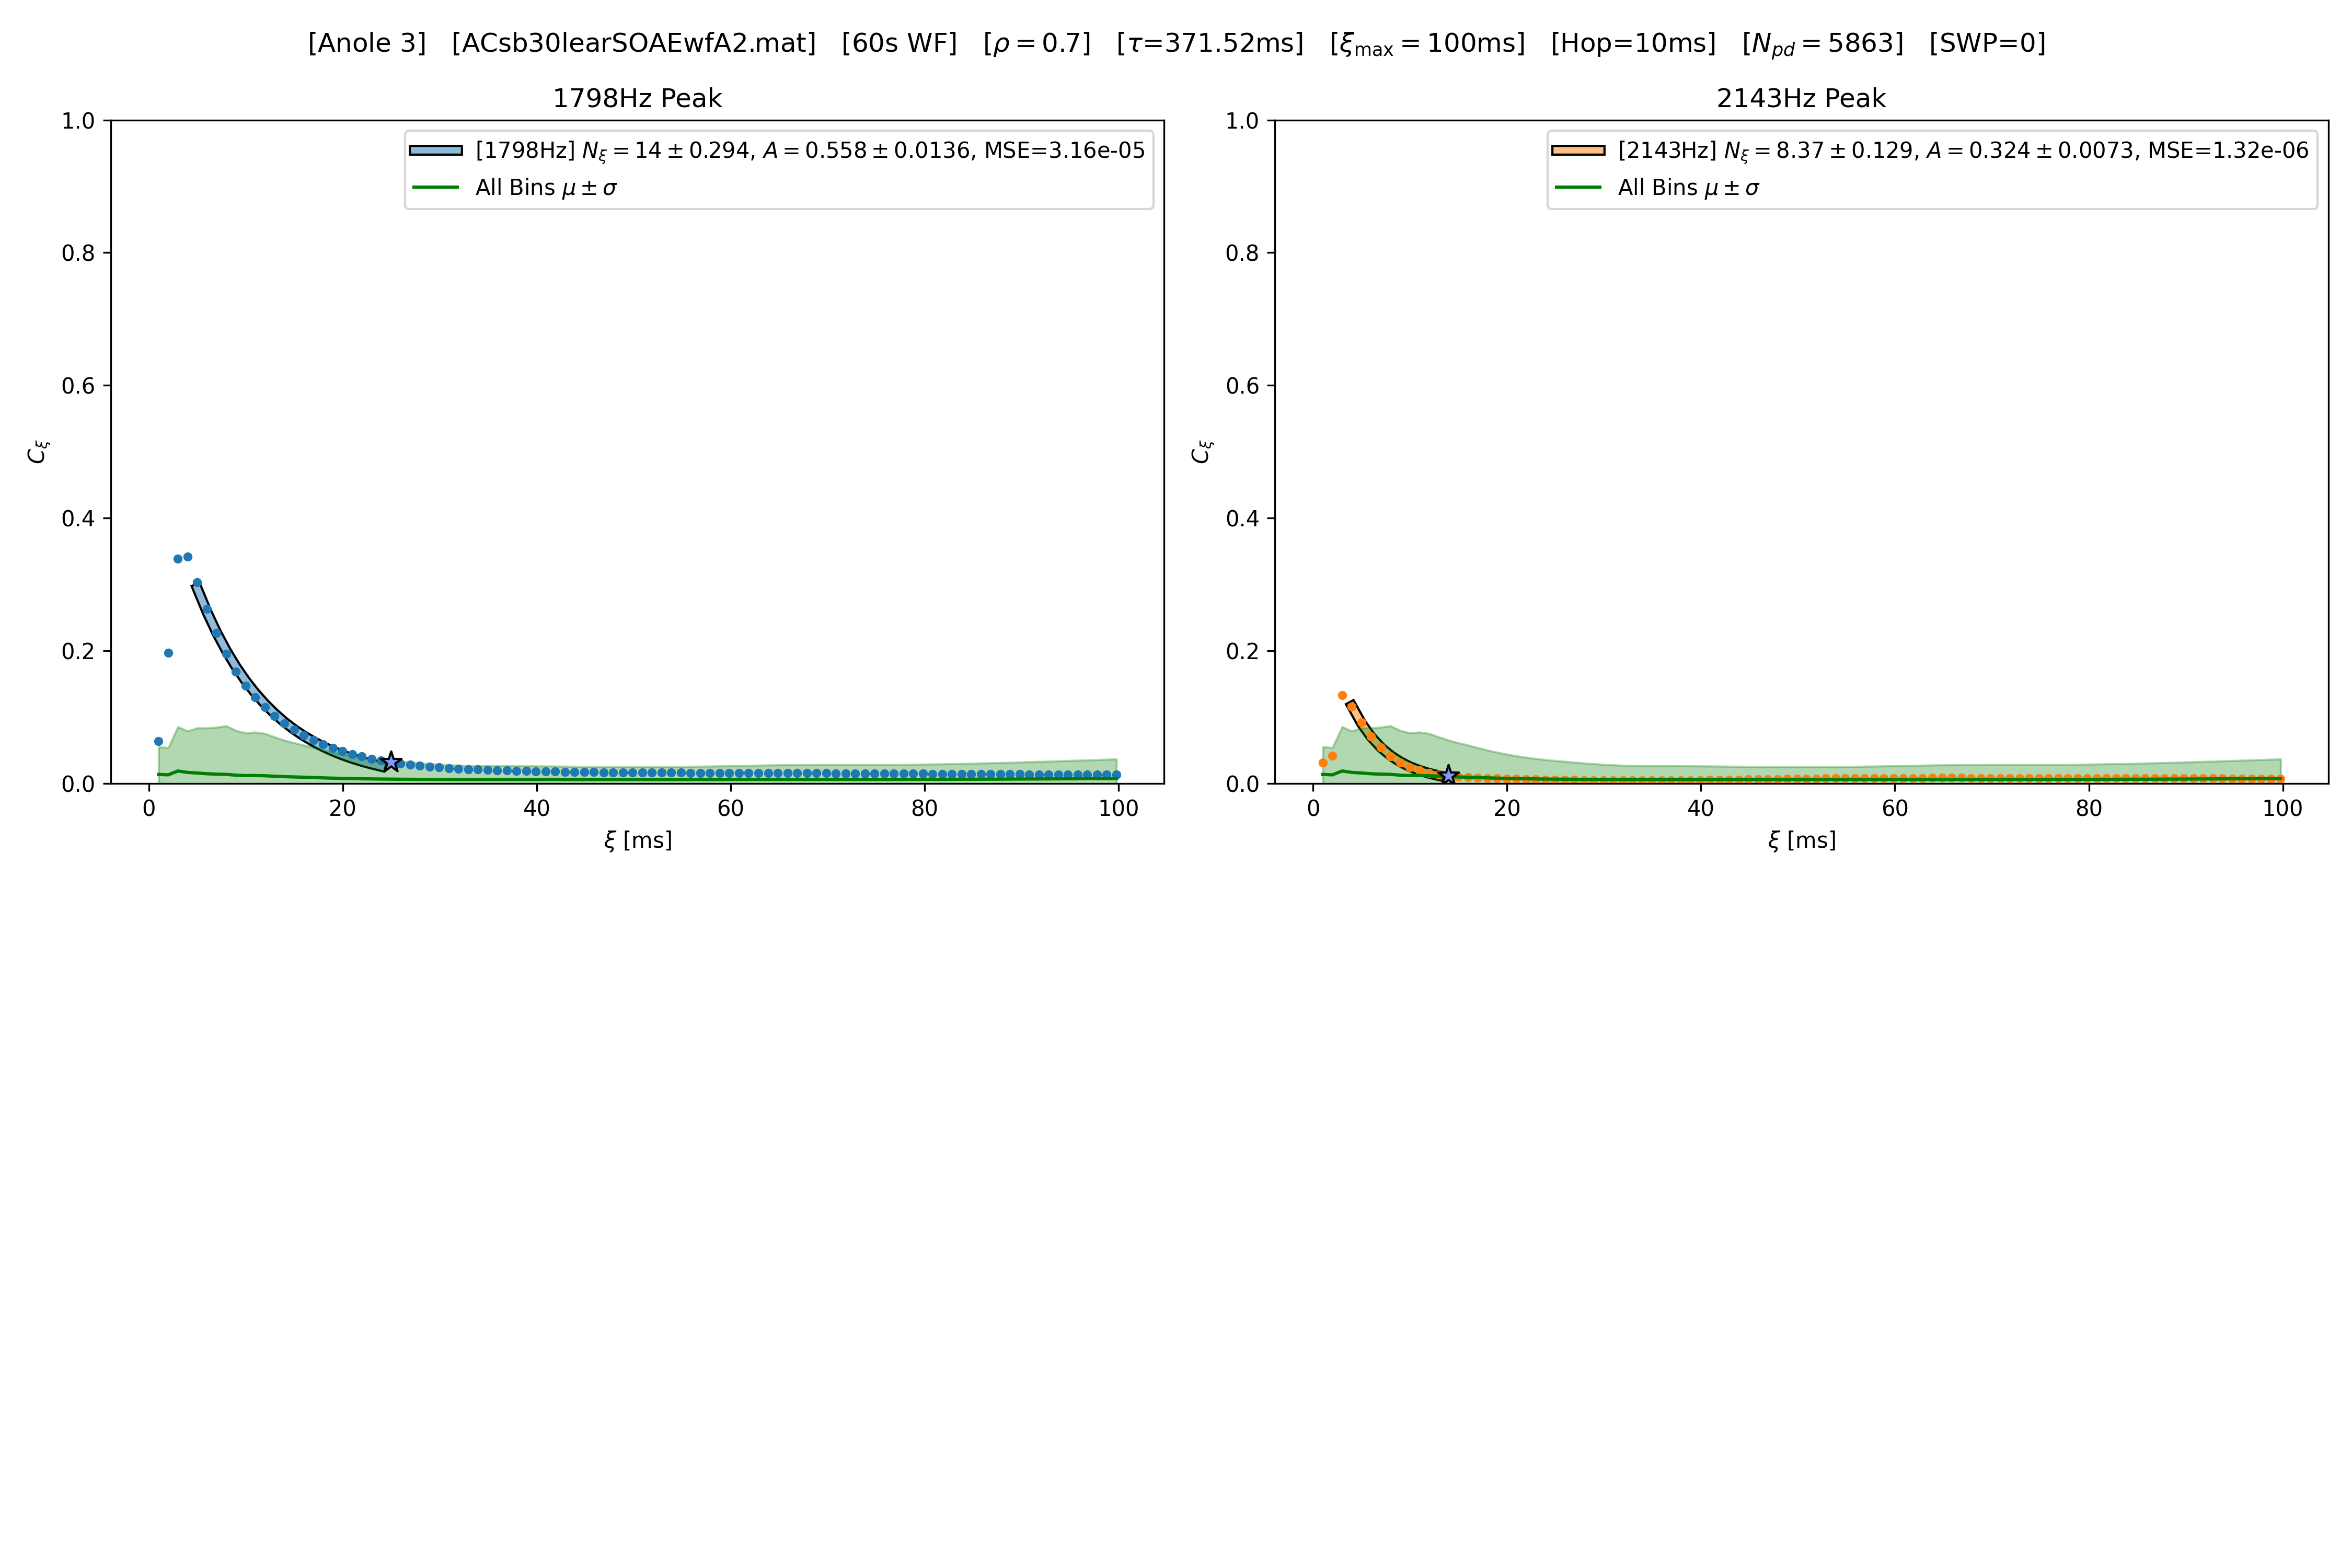 [Anole 3] [ACsb30learSOAEwfA2.mat] [60s WF] [ρ = 0.7] [τ=371.52ms] [ξmax = 100ms] [Hop=10ms] [Npd = 5863] [SWP=0]
1798Hz Peak
[1798Hz] Nξ = 14 ± 0.294, A = 0.558 ± 0.0136, MSE=3.16e-05
All Bins μ ± σ
1.0
0.8
0.6
0.4
0.2
0.0
Cξ
0 20 40 60 80 100
ξ [ms]
2143Hz Peak
[2143Hz] Nξ = 8.37 ± 0.129, A = 0.324 ± 0.0073, MSE=1.32e-06
All Bins μ ± σ
1.0
0.8
0.6
0.4
0.2
0.0
Cξ
0 20 40 60 80 100
ξ [ms]